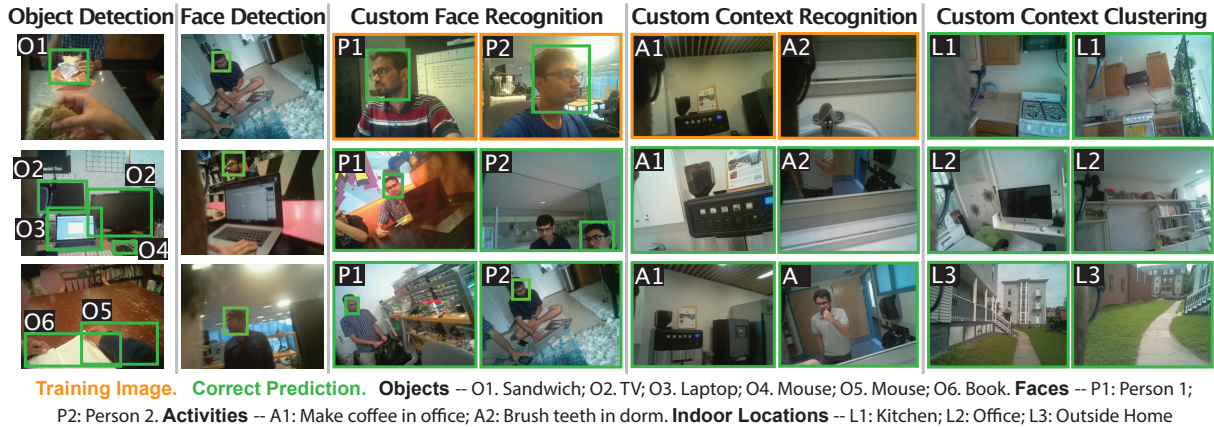 Object Detection Face Detection Custom Face Recognition Custom Context Recognition Custom Context Clustering
O1 P1 P2 A1 A2 L1 L1
O2 O2 O3 O4 P1 P2 A1 A2 L2 L2
O6 O5 P1 P2 A1 A L3 L3
Training Image. Correct Prediction. Objects -- O1. Sandwich; O2. TV; O3. Laptop; O4. Mouse; O5. Mouse; O6. Book. Faces -- P1: Person 1;
P2: Person 2. Activities -- A1: Make coffee in office; A2: Brush teeth in dorm. Indoor Locations -- L1: Kitchen; L2: Office; L3: Outside Home